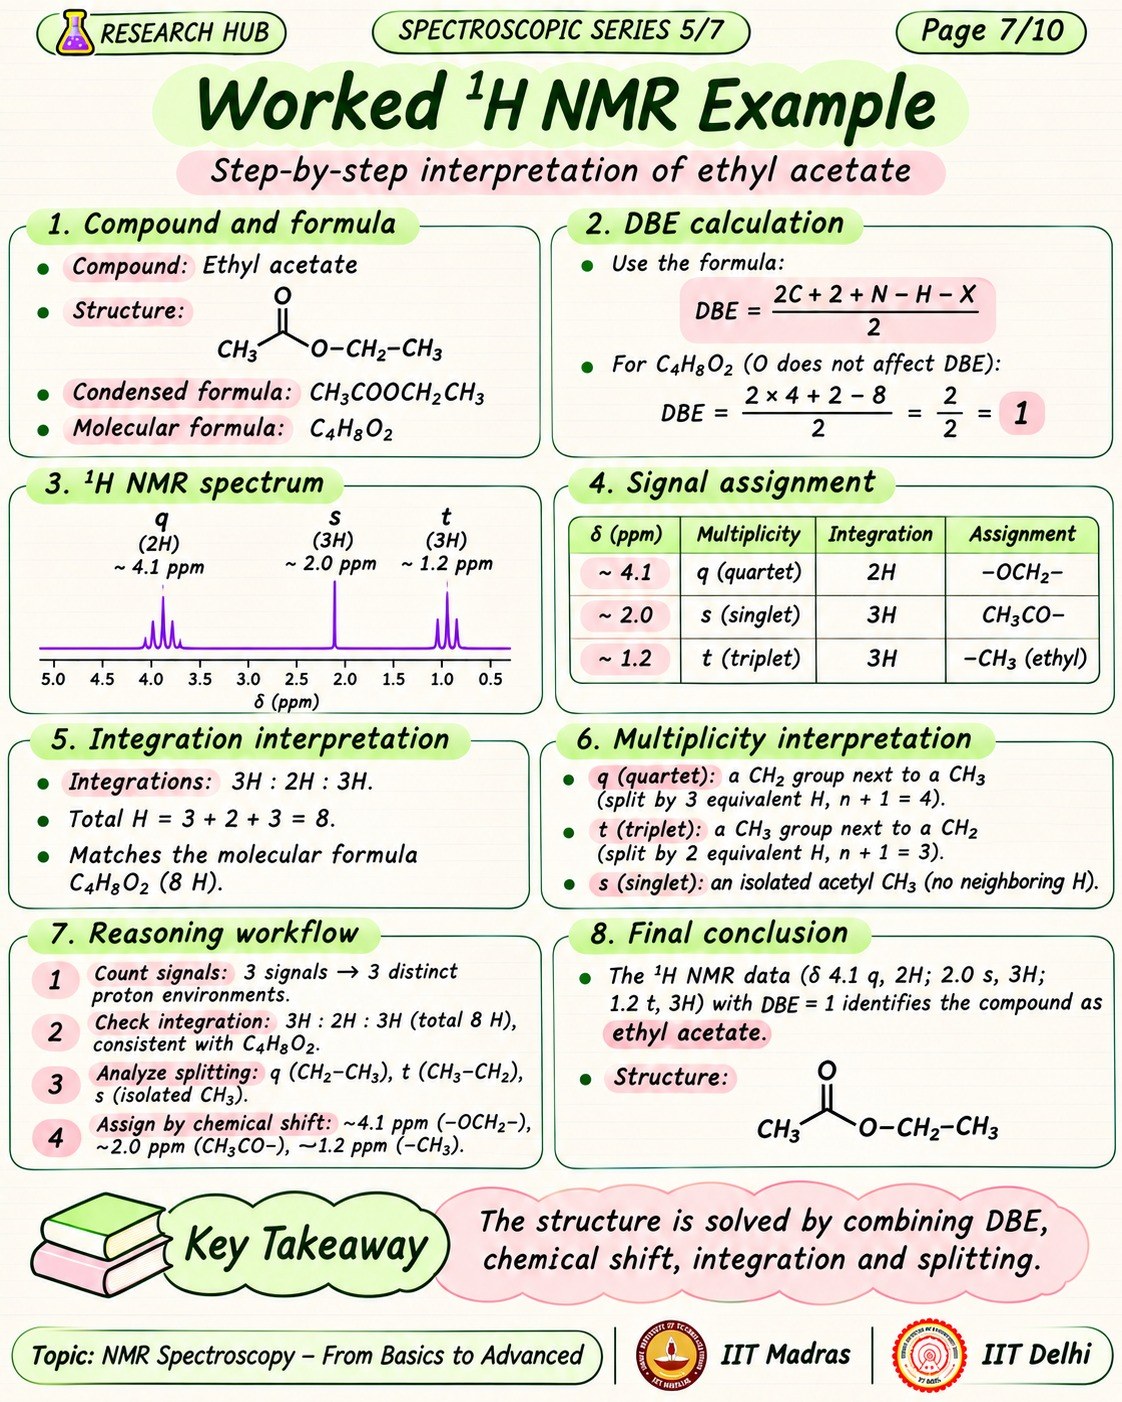 RESEARCH HUB
SPECTROSCOPIC SERIES 5/7
Page 7/10
Worked ¹H NMR Example
Step-by-step interpretation of ethyl acetate
1. Compound and formula
Compound: Ethyl acetate
Structure:
O
CH₃ O–CH₂–CH₃
Condensed formula: CH₃COOCH₂CH₃
Molecular formula: C₄H₈O₂
2. DBE calculation
Use the formula:
DBE = (2C + 2 + N – H – X) / 2
For C₄H₈O₂ (O does not affect DBE):
DBE = (2 × 4 + 2 – 8) / 2 = 2 / 2 = 1
3. ¹H NMR spectrum
q s t
(2H) (3H) (3H)
~ 4.1 ppm ~ 2.0 ppm ~ 1.2 ppm
5.0 4.5 4.0 3.5 3.0 2.5 2.0 1.5 1.0 0.5
δ (ppm)
4. Signal assignment
δ (ppm) Multiplicity Integration Assignment
~ 4.1 q (quartet) 2H –OCH₂–
~ 2.0 s (singlet) 3H CH₃CO–
~ 1.2 t (triplet) 3H –CH₃ (ethyl)
5. Integration interpretation
Integrations: 3H : 2H : 3H.
Total H = 3 + 2 + 3 = 8.
Matches the molecular formula
C₄H₈O₂ (8 H).
6. Multiplicity interpretation
q (quartet): a CH₂ group next to a CH₃
(split by 3 equivalent H, n + 1 = 4).
t (triplet): a CH₃ group next to a CH₂
(split by 2 equivalent H, n + 1 = 3).
s (singlet): an isolated acetyl CH₃ (no neighboring H).
7. Reasoning workflow
1 Count signals: 3 signals → 3 distinct
proton environments.
2 Check integration: 3H : 2H : 3H (total 8 H),
consistent with C₄H₈O₂.
3 Analyze splitting: q (CH₂–CH₃), t (CH₃–CH₂),
s (isolated CH₃).
4 Assign by chemical shift: ~4.1 ppm (–OCH₂–),
~2.0 ppm (CH₃CO–), ~1.2 ppm (–CH₃).
8. Final conclusion
The ¹H NMR data (δ 4.1 q, 2H; 2.0 s, 3H;
1.2 t, 3H) with DBE = 1 identifies the compound as
ethyl acetate.
Structure:
O
CH₃ O–CH₂–CH₃
Key Takeaway
The structure is solved by combining DBE,
chemical shift, integration and splitting.
Topic: NMR Spectroscopy – From Basics to Advanced
IIT Madras
IIT Delhi